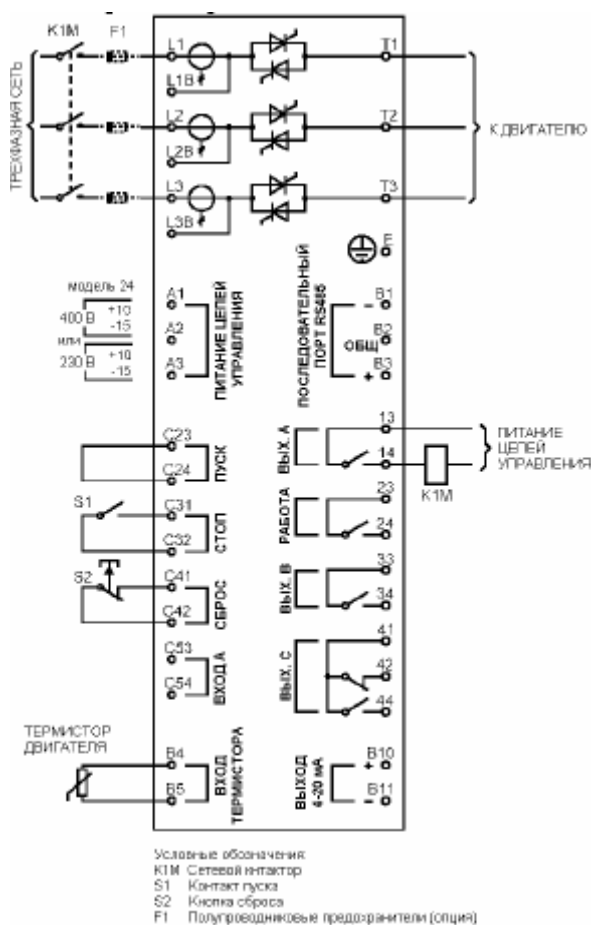 K1M F1 L1 T1
L1B
L2 T2
L2B
L3 T3
L3B
ТРЕХФАЗНАЯ СЕТЬ
К ДВИГАТЕЛЮ
E
модель 24
400 В +10
-15
или
230 В +10
-15
A1
A2
A3
ПИТАНИЕ ЦЕПЕЙ
УПРАВЛЕНИЯ
ПОСЛЕДОВАТЕЛЬНЫЙ
ПОРТ RS485
- B1
ОБЩ B2
+ B3
C23
C24
ПУСК
S1
C31
C32
СТОП
S2
C41
C42
СБРОС
C53
C54
ВХОД А
ТЕРМИСТОР
ДВИГАТЕЛЯ
B4
B5
ВХОД
ТЕРМИСТОРА
ВЫХ. А
13
14
ПИТАНИЕ
ЦЕПЕЙ
УПРАВЛЕНИЯ
K1M
РАБОТА
23
24
ВЫХ. В
33
34
ВЫХ. С
41
42
44
ВЫХОД
4-20 мА
+ B10
- B11
Условные обозначения:
K1M Сетевой интактор
S1 Контакт пуска
S2 Кнопка сброса
F1 Полупроводниковые предохранители (опция)